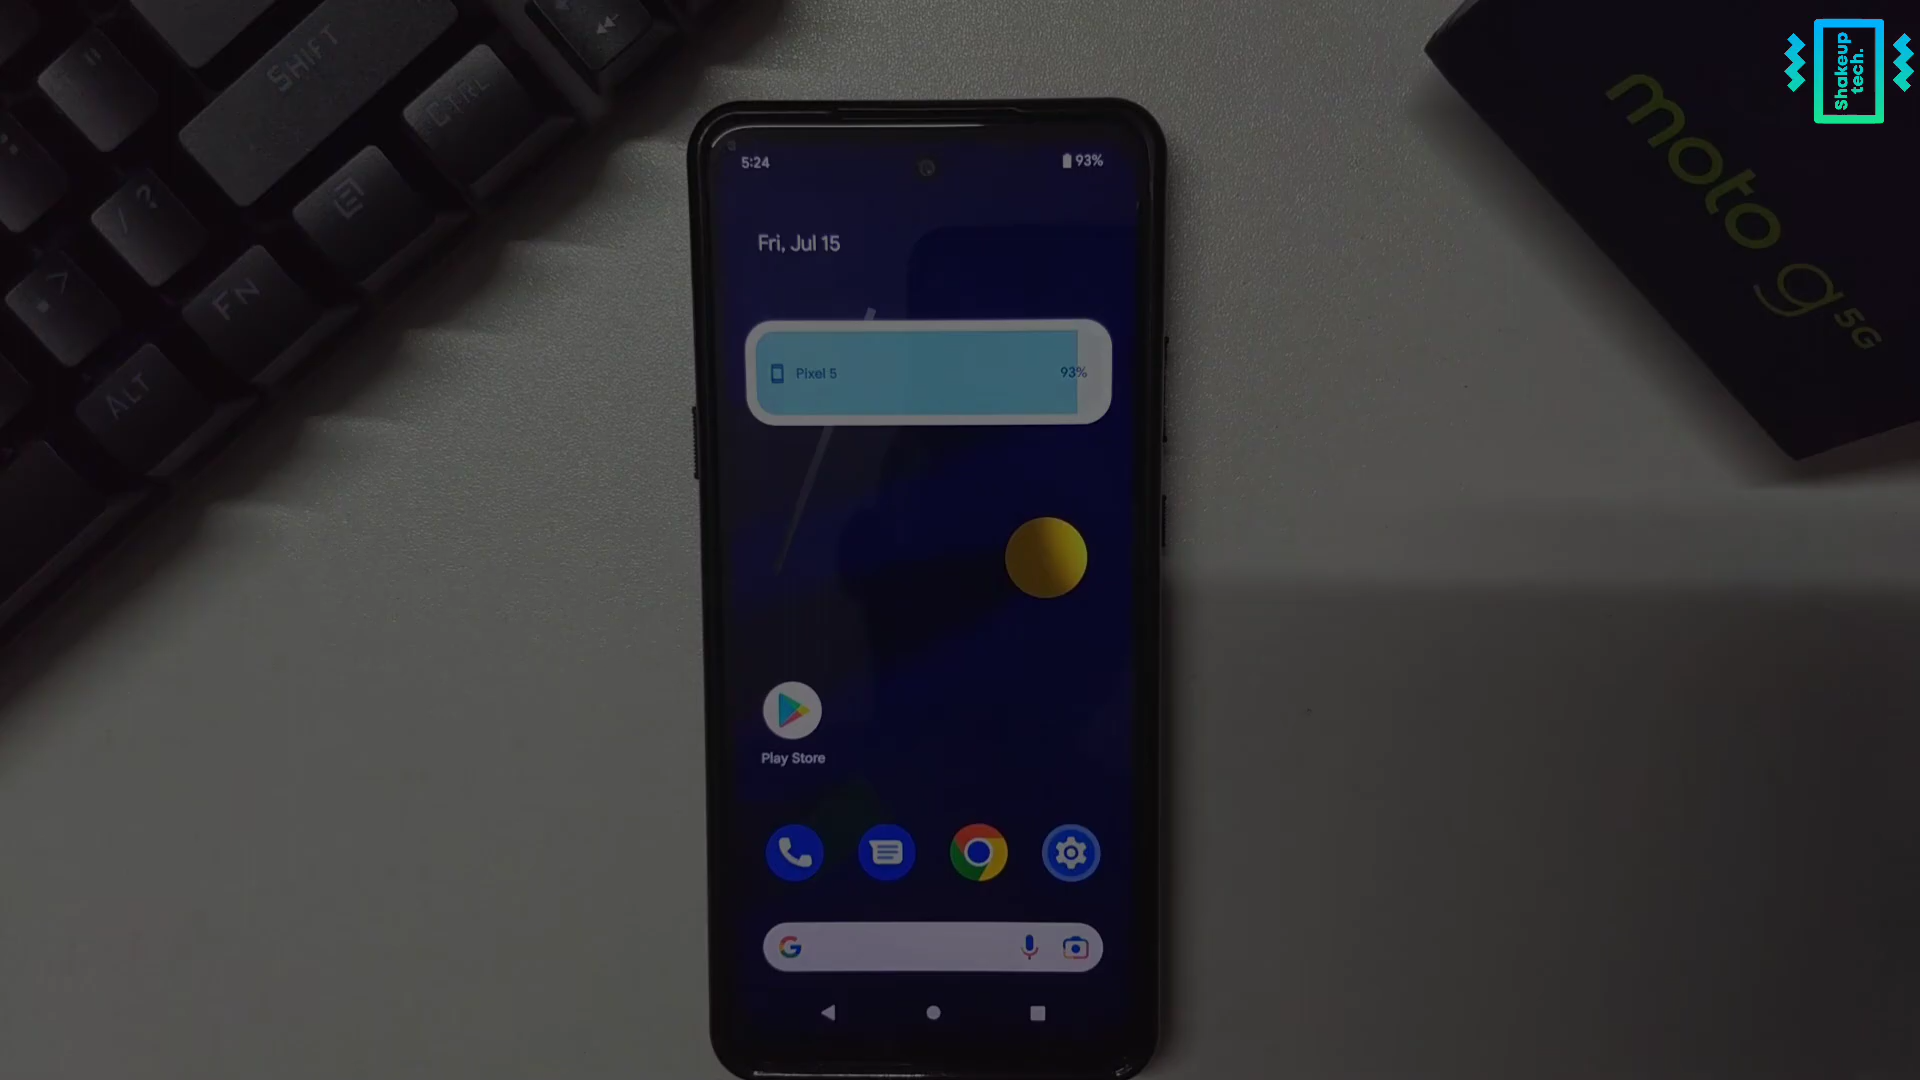 SHIFT
CTRL
/ ?
FN
ALT
5:24
93%
Fri, Jul 15
Pixel 5
93%
Play Store
moto g 5G
Shakeup
tech.